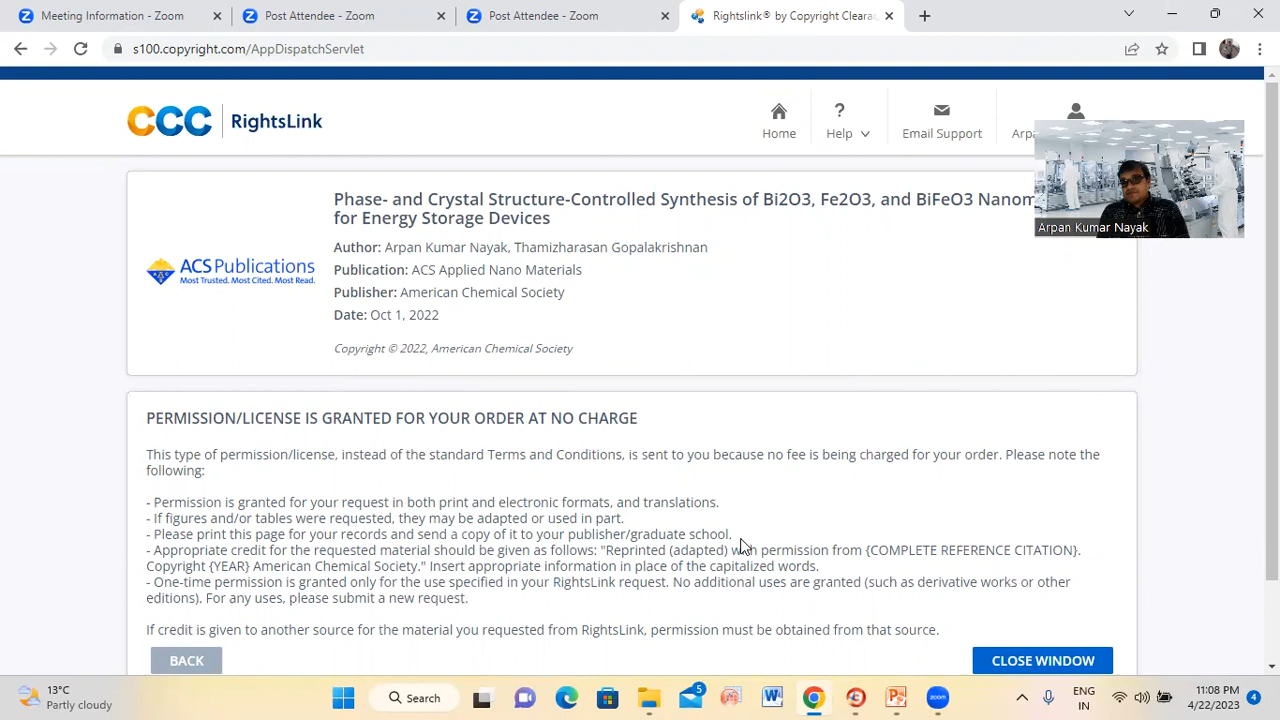 Meeting Information - Zoom
Post Attendee - Zoom
Post Attendee - Zoom
Rightslink® by Copyright Cleara
s100.copyright.com/AppDispatchServlet
CCC RightsLink
Home
Help
Email Support
Arp
Phase- and Crystal Structure-Controlled Synthesis of Bi2O3, Fe2O3, and BiFeO3 Nanom
for Energy Storage Devices
Author: Arpan Kumar Nayak, Thamizharasan Gopalakrishnan
Publication: ACS Applied Nano Materials
Publisher: American Chemical Society
Date: Oct 1, 2022
Copyright © 2022, American Chemical Society
ACS Publications
Most Trusted. Most Cited. Most Read.
Arpan Kumar Nayak
PERMISSION/LICENSE IS GRANTED FOR YOUR ORDER AT NO CHARGE
This type of permission/license, instead of the standard Terms and Conditions, is sent to you because no fee is being charged for your order. Please note the
following:
- Permission is granted for your request in both print and electronic formats, and translations.
- If figures and/or tables were requested, they may be adapted or used in part.
- Please print this page for your records and send a copy of it to your publisher/graduate school.
- Appropriate credit for the requested material should be given as follows: "Reprinted (adapted) with permission from {COMPLETE REFERENCE CITATION}.
Copyright {YEAR} American Chemical Society." Insert appropriate information in place of the capitalized words.
- One-time permission is granted only for the use specified in your RightsLink request. No additional uses are granted (such as derivative works or other
editions). For any uses, please submit a new request.
If credit is given to another source for the material you requested from RightsLink, permission must be obtained from that source.
BACK
CLOSE WINDOW
13°C
Partly cloudy
Search
5
zoom
ENG
IN
11:08 PM
4/22/2023
4